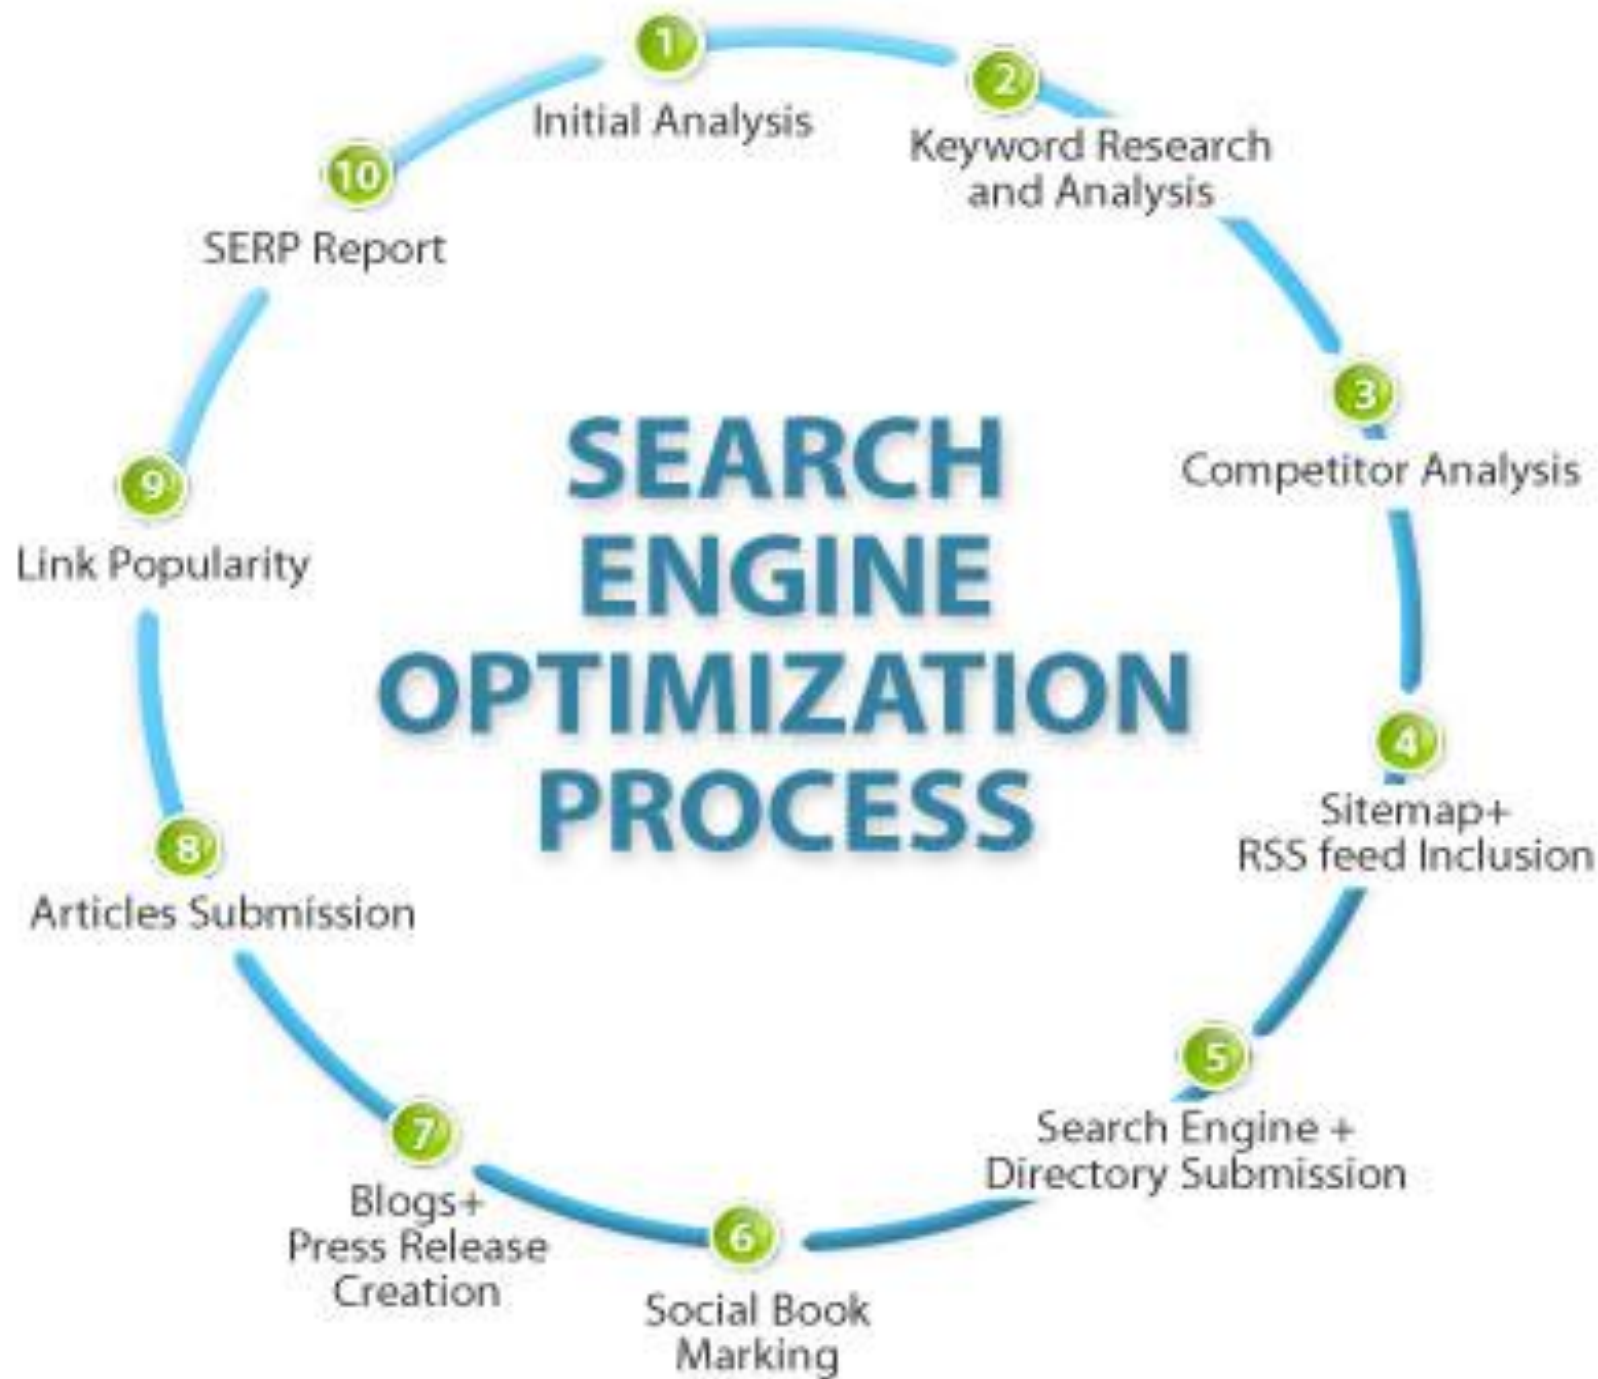 1
Initial Analysis
2
Keyword Research
and Analysis
3
Competitor Analysis
4
Sitemap+
RSS feed Inclusion
5
Search Engine +
Directory Submission
6
Social Book
Marking
7
Blogs+
Press Release
Creation
8
Articles Submission
9
Link Popularity
10
SERP Report
SEARCH
ENGINE
OPTIMIZATION
PROCESS